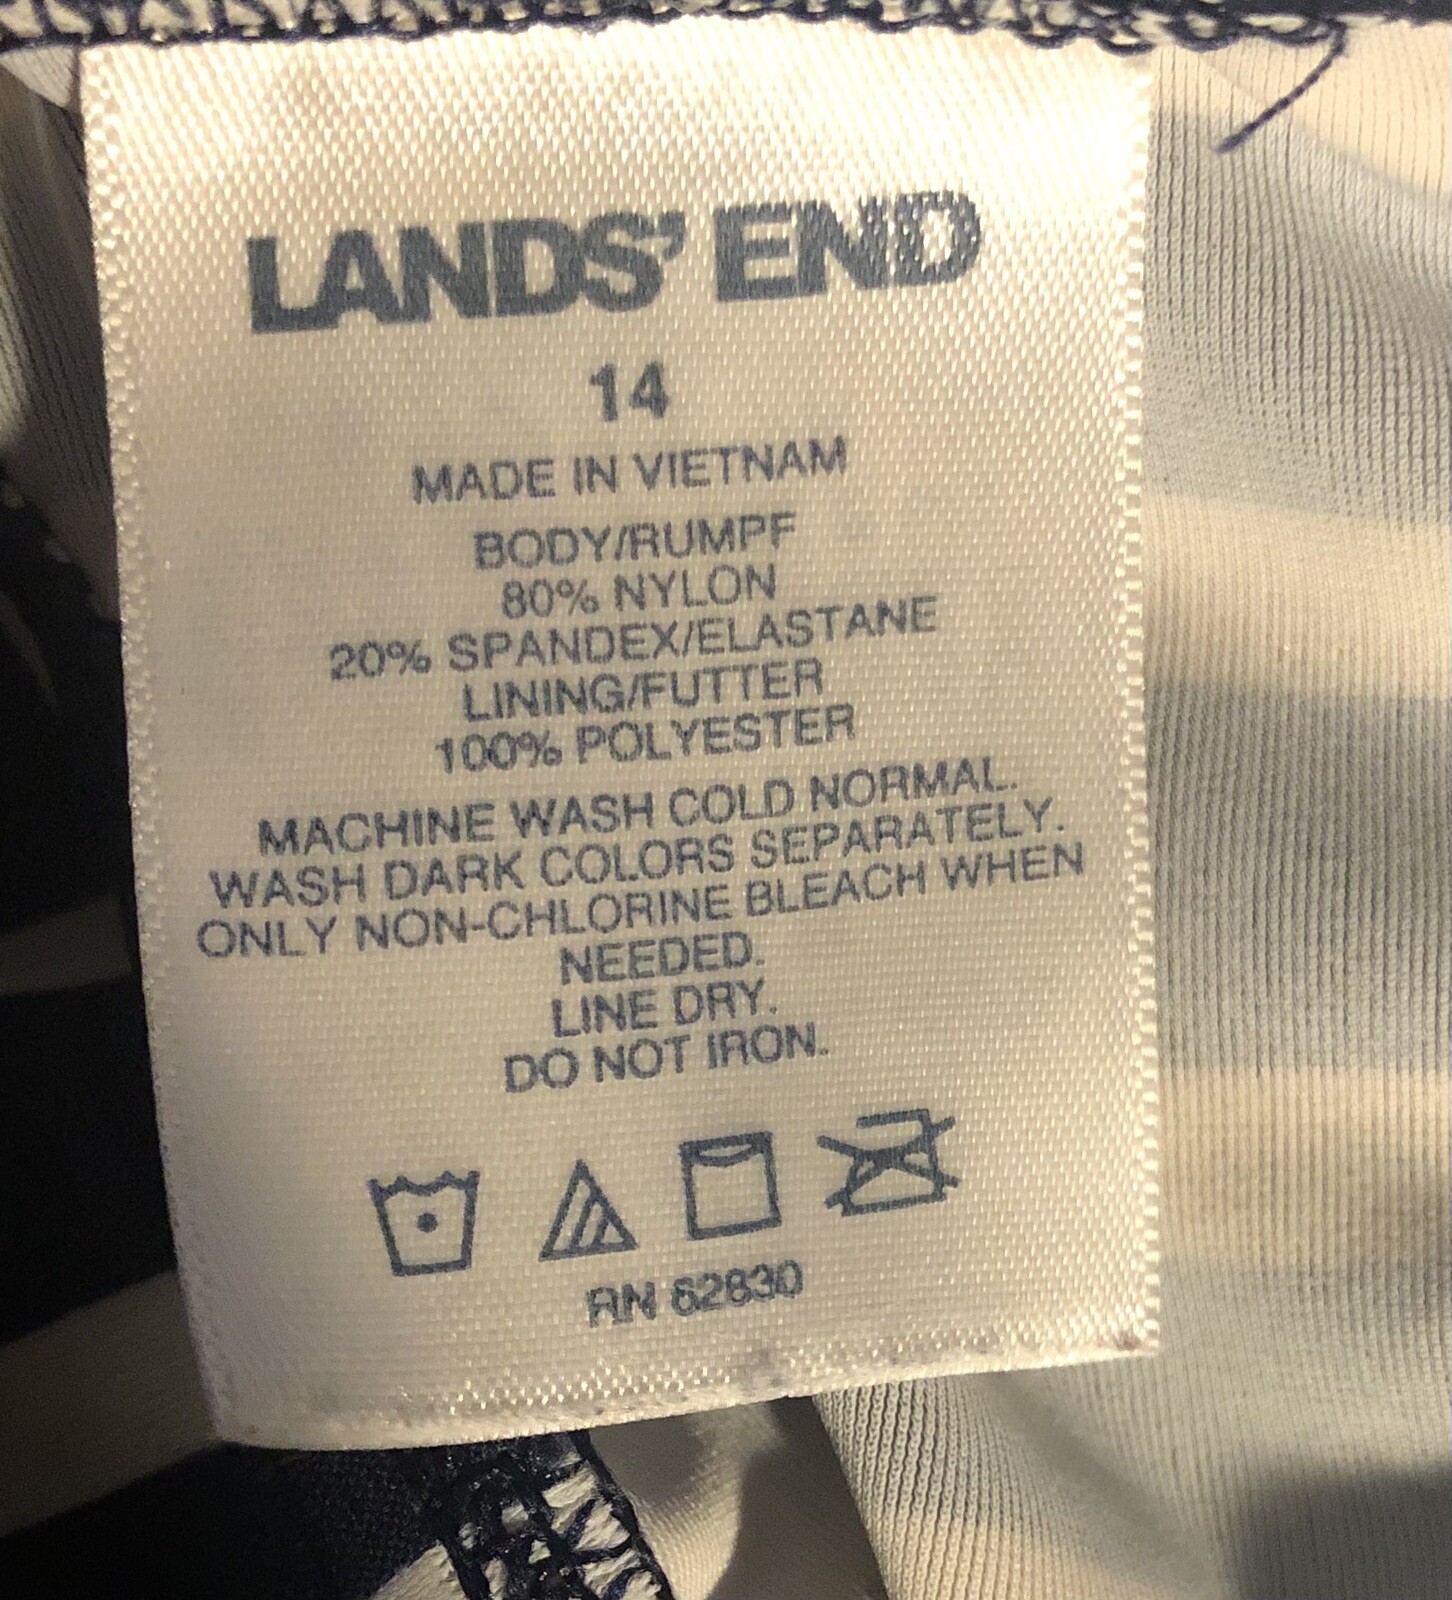 LANDS' END
14
MADE IN VIETNAM
BODY/RUMPF
80% NYLON
20% SPANDEX/ELASTANE
LINING/FUTTER
100% POLYESTER
MACHINE WASH COLD NORMAL.
WASH DARK COLORS SEPARATELY.
ONLY NON-CHLORINE BLEACH WHEN
NEEDED.
LINE DRY.
DO NOT IRON.
RN 62830